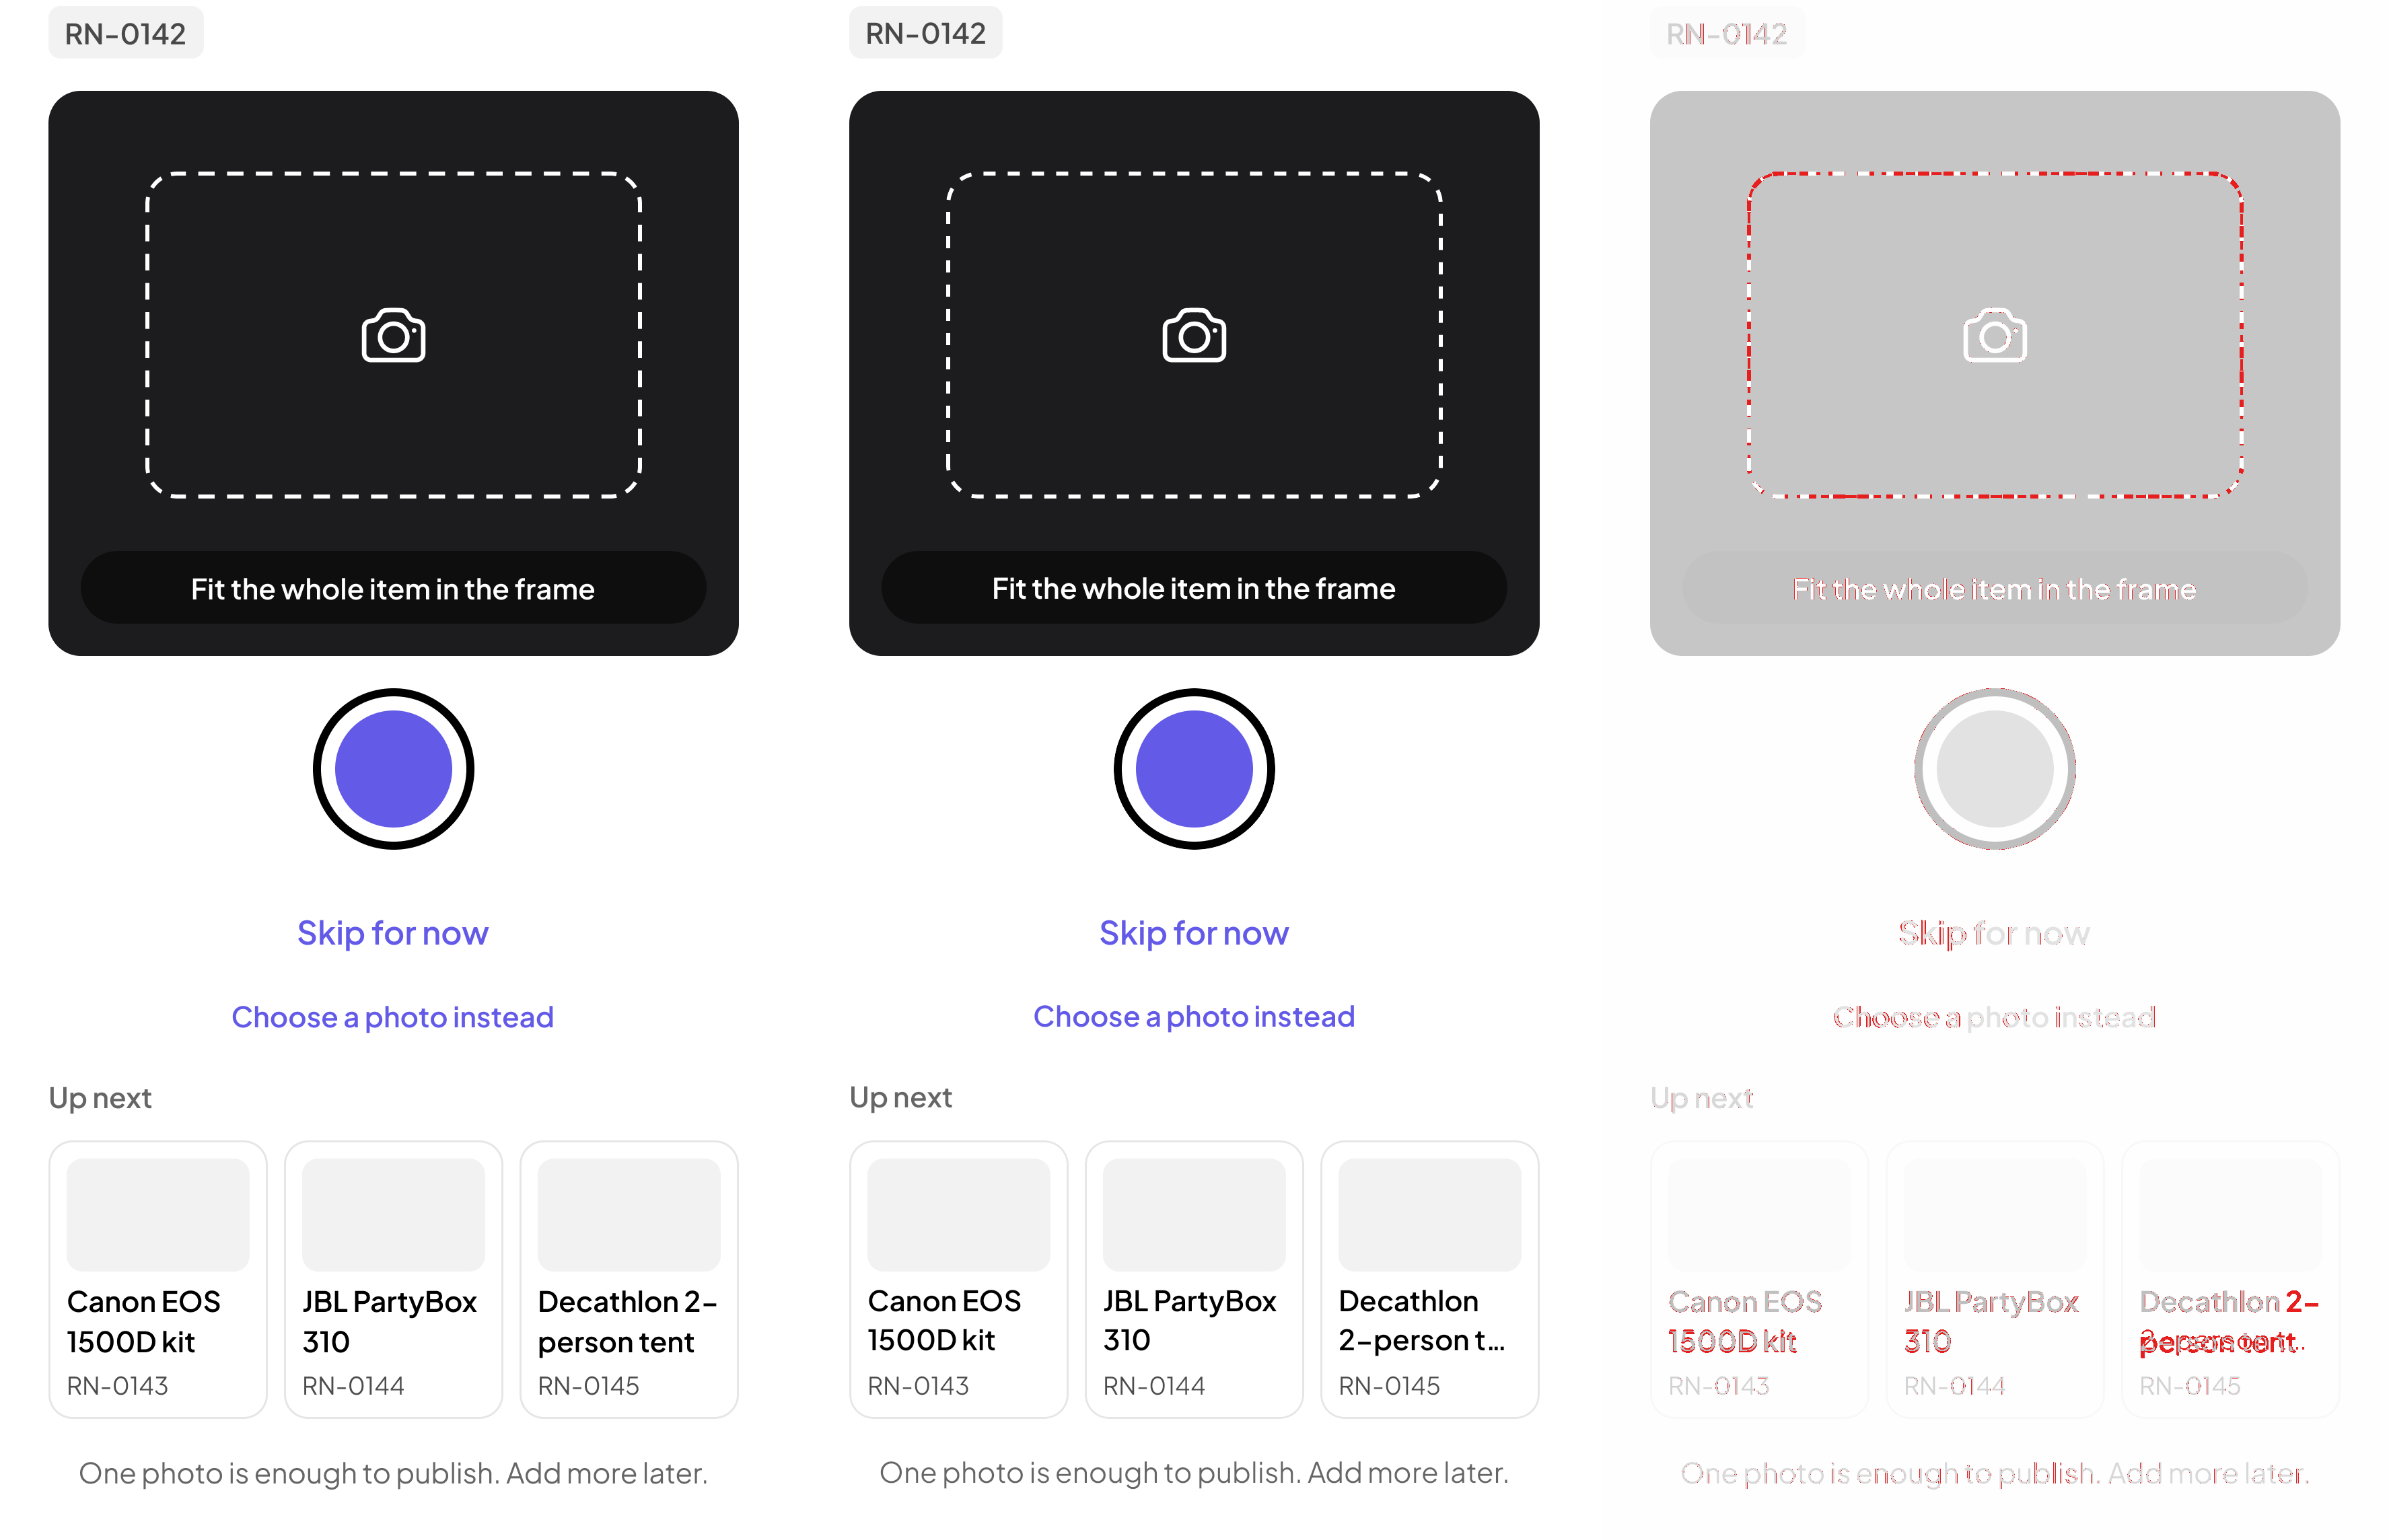 RN-0142
Fit the whole item in the frame
Skip for now
Choose a photo instead
Up next
Canon EOS
1500D kit
RN-0143
JBL PartyBox
310
RN-0144
Decathlon 2-
person tent
RN-0145
One photo is enough to publish. Add more later.
RN-0142
Fit the whole item in the frame
Skip for now
Choose a photo instead
Up next
Canon EOS
1500D kit
RN-0143
JBL PartyBox
310
RN-0144
Decathlon
2-person t...
RN-0145
One photo is enough to publish. Add more later.
RN-0142
Fit the whole item in the frame
Skip for now
Choose a photo instead
Up next
Canon EOS
1500D kit
RN-0143
JBL PartyBox
310
RN-0144
Decathlon 2-
RN-0145
One photo is enough to publish. Add more later.